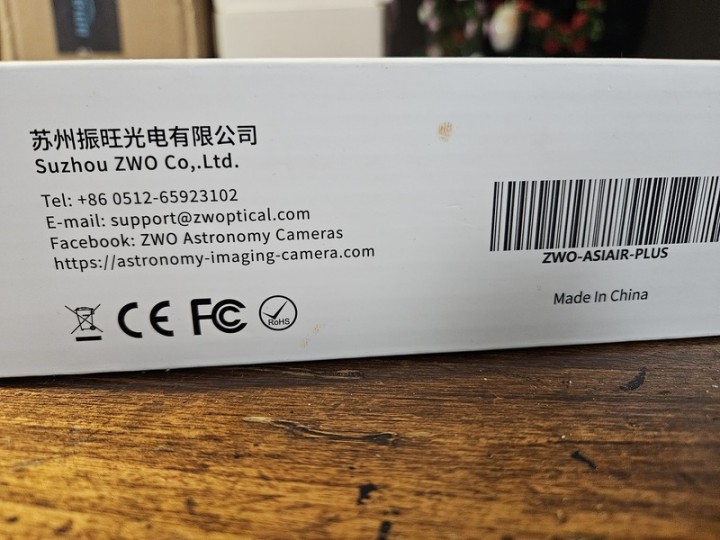 苏州振旺光电有限公司
Suzhou ZWO Co,.Ltd.
Tel: +86 0512-65923102
E-mail: support@zwoptical.com
Facebook: ZWO Astronomy Cameras
https://astronomy-imaging-camera.com
CE FC RoHS
ZWO-ASIAIR-PLUS
Made In China